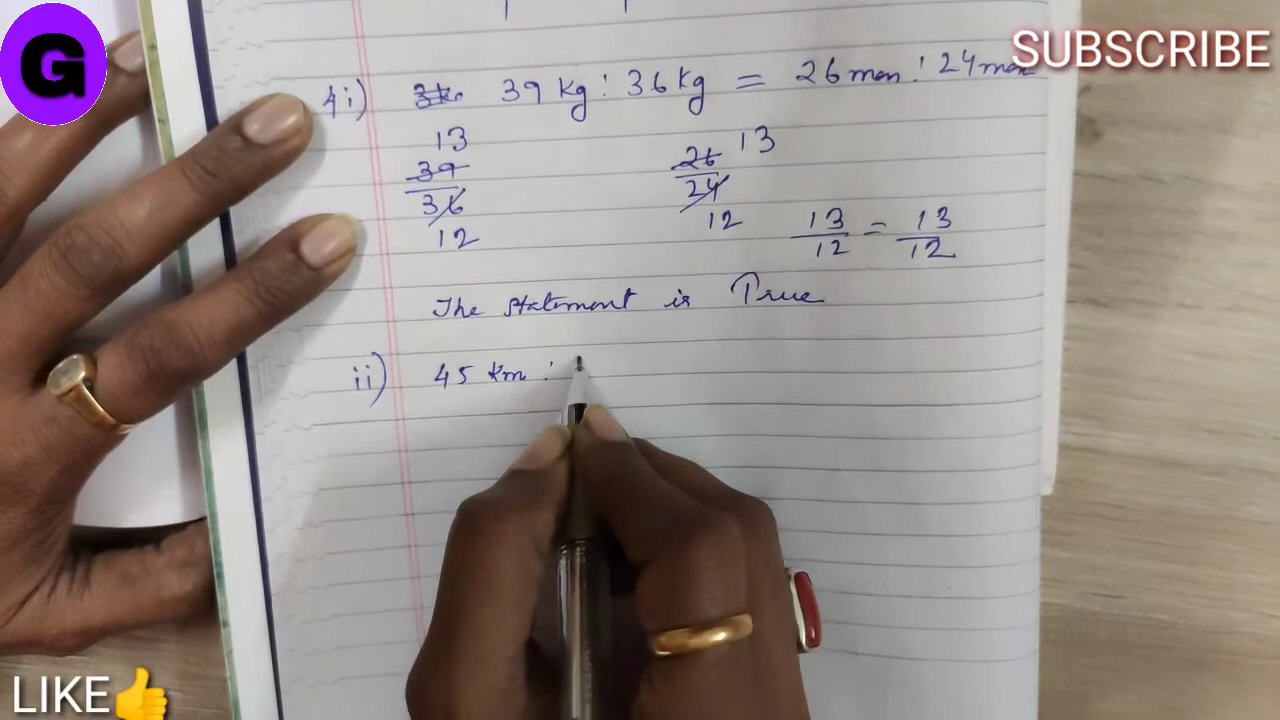 G
SUBSCRIBE
4i) 39 kg : 36 kg = 26 men : 24 men
13
39
36
12
26 13
24
12
13/12 = 13/12
The statement is True
ii) 45 km :
LIKE👍